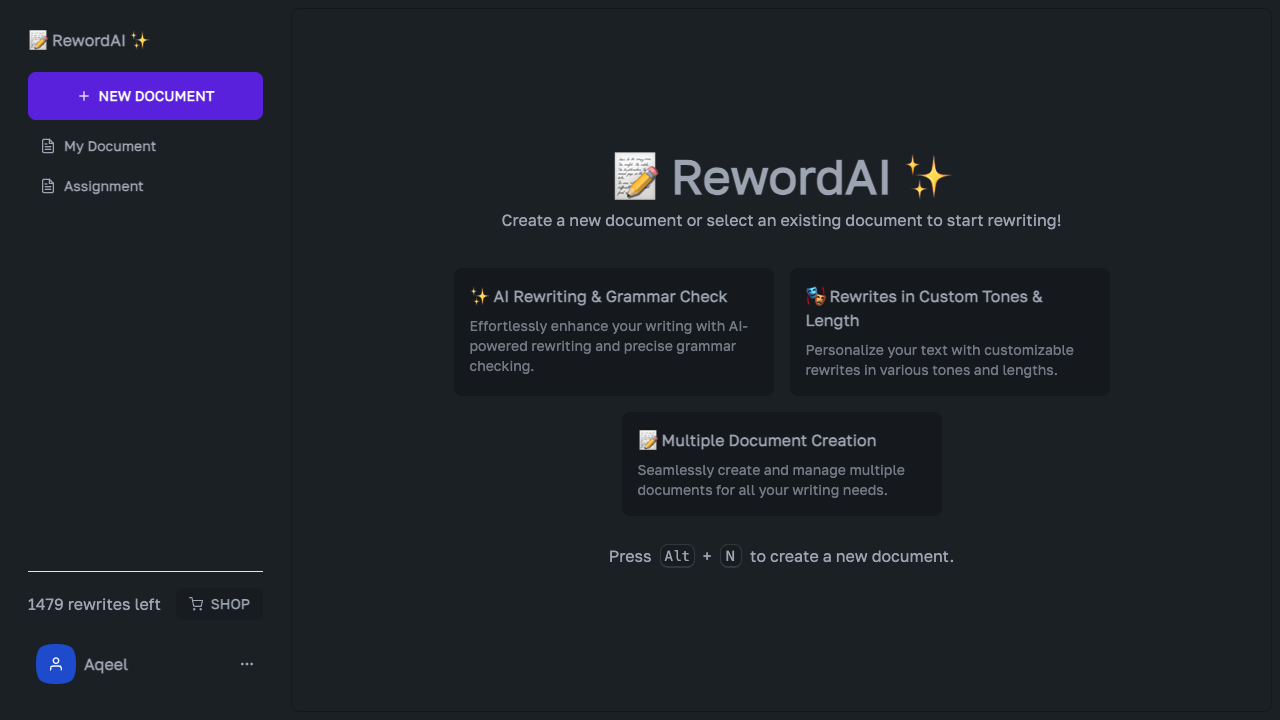 📝 RewordAI ✨
+ NEW DOCUMENT
My Document
Assignment
1479 rewrites left
SHOP
Aqeel
📝 RewordAI ✨
Create a new document or select an existing document to start rewriting!
✨ AI Rewriting & Grammar Check
Effortlessly enhance your writing with AI-
powered rewriting and precise grammar
checking.
🎭 Rewrites in Custom Tones &
Length
Personalize your text with customizable
rewrites in various tones and lengths.
📝 Multiple Document Creation
Seamlessly create and manage multiple
documents for all your writing needs.
Press Alt + N to create a new document.